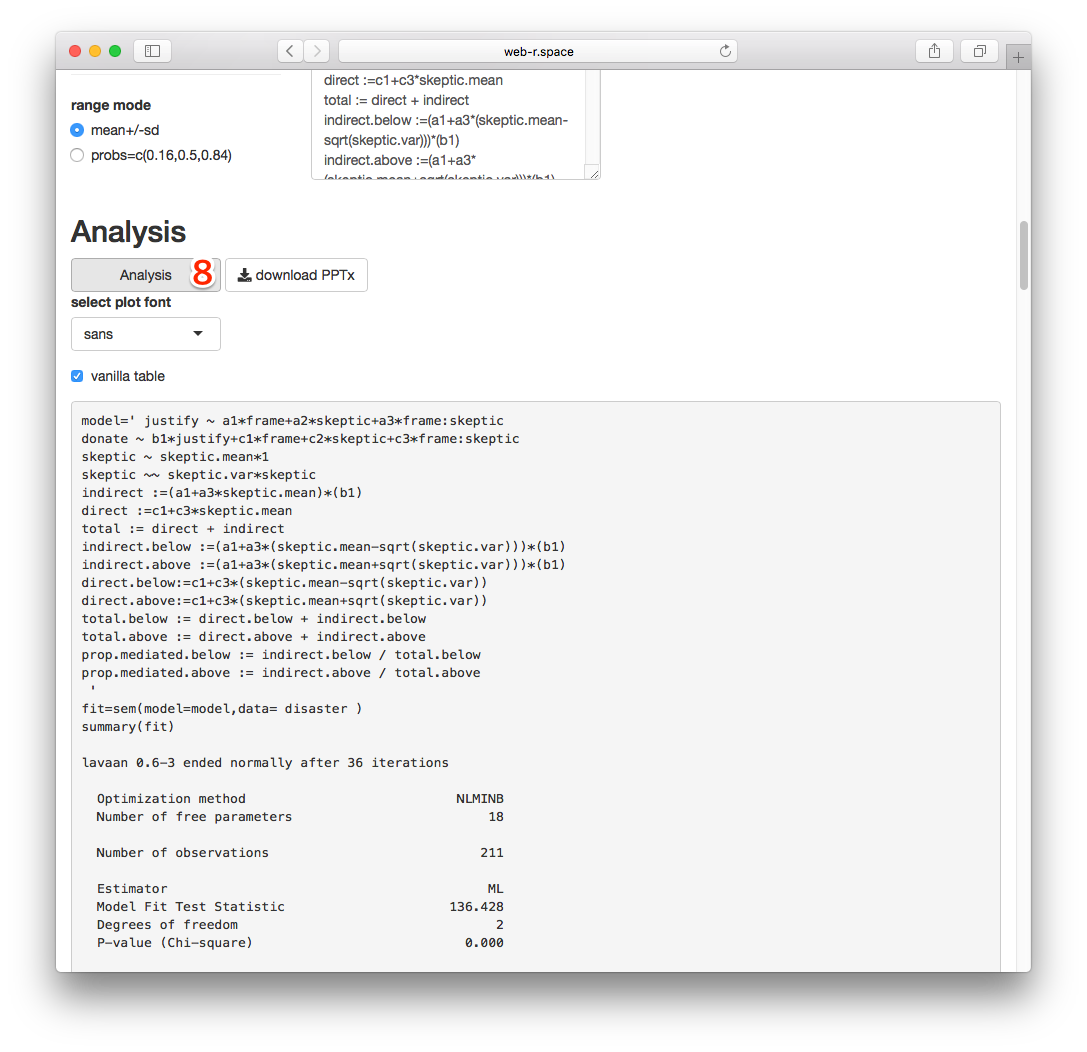 web-r.space
direct :=c1+c3*skeptic.mean
total := direct + indirect
indirect.below :=(a1+a3*(skeptic.mean-
sqrt(skeptic.var)))*(b1)
indirect.above :=(a1+a3*
(skeptic.mean+sqrt(skeptic.var)))*(b1)
range mode
mean+/-sd
probs=c(0.16,0.5,0.84)
Analysis
Analysis 8 download PPTx
select plot font
sans
vanilla table
model=' justify ~ a1*frame+a2*skeptic+a3*frame:skeptic
donate ~ b1*justify+c1*frame+c2*skeptic+c3*frame:skeptic
skeptic ~ skeptic.mean*1
skeptic ~~ skeptic.var*skeptic
indirect :=(a1+a3*skeptic.mean)*(b1)
direct :=c1+c3*skeptic.mean
total := direct + indirect
indirect.below :=(a1+a3*(skeptic.mean-sqrt(skeptic.var)))*(b1)
indirect.above :=(a1+a3*(skeptic.mean+sqrt(skeptic.var)))*(b1)
direct.below:=c1+c3*(skeptic.mean-sqrt(skeptic.var))
direct.above:=c1+c3*(skeptic.mean+sqrt(skeptic.var))
total.below := direct.below + indirect.below
total.above := direct.above + indirect.above
prop.mediated.below := indirect.below / total.below
prop.mediated.above := indirect.above / total.above
'
fit=sem(model=model,data= disaster )
summary(fit)
lavaan 0.6-3 ended normally after 36 iterations
Optimization method NLMINB
Number of free parameters 18
Number of observations 211
Estimator ML
Model Fit Test Statistic 136.428
Degrees of freedom 2
P-value (Chi-square) 0.000